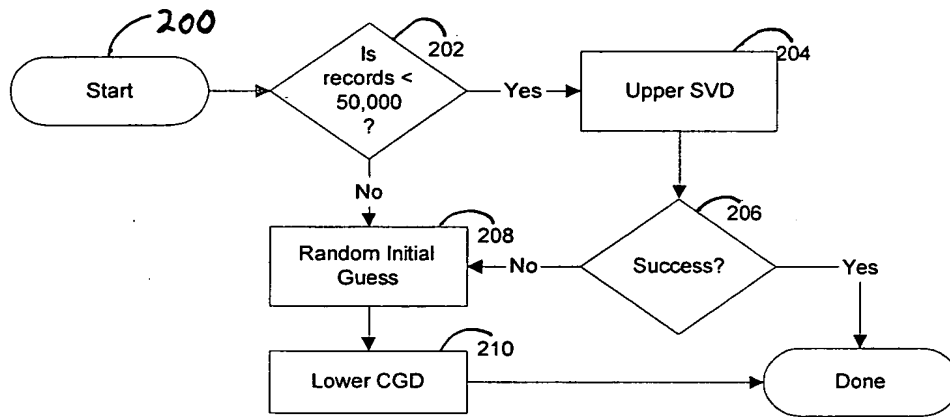 200
Start
Is
records <
50,000
?
202
Yes
Upper SVD
204
No
206
Success?
No
Yes
Random Initial
Guess
208
210
Lower CGD
Done